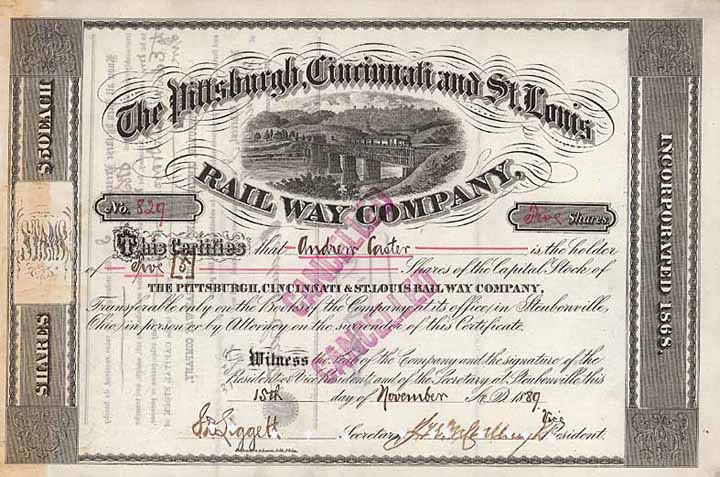 The Pittsburgh, Cincinnati and St. Louis
RAIL WAY COMPANY,
$50 EACH
SHARES
INCORPORATED 1868.
No. 829
Five Shares
This Certifies that Andrew Carter is the holder
of Five [5] Shares of the Capital Stock of
THE PITTSBURGH, CINCINNATI & ST. LOUIS RAIL WAY COMPANY,
Transferable only on the Books of the Company at its office, in Steubenville,
Ohio, in person or by Attorney on the surrender of this Certificate.
CANCELLED
CANCELLED
Witness the seal of the Company and the signature of the
President or Vice President, and of the Secretary at Steubenville this
15th day of November A.D. 1889
Secretary Vice President.